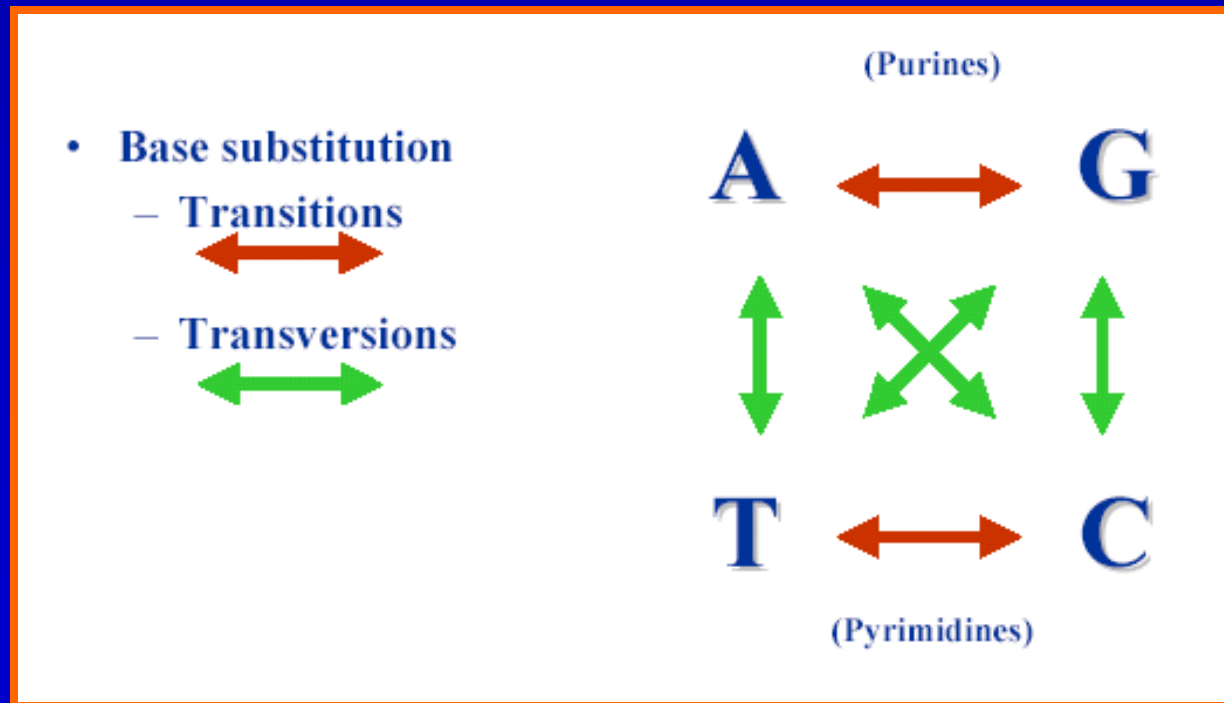 • Base substitution
– Transitions
– Transversions
(Purines)
A G
T C
(Pyrimidines)